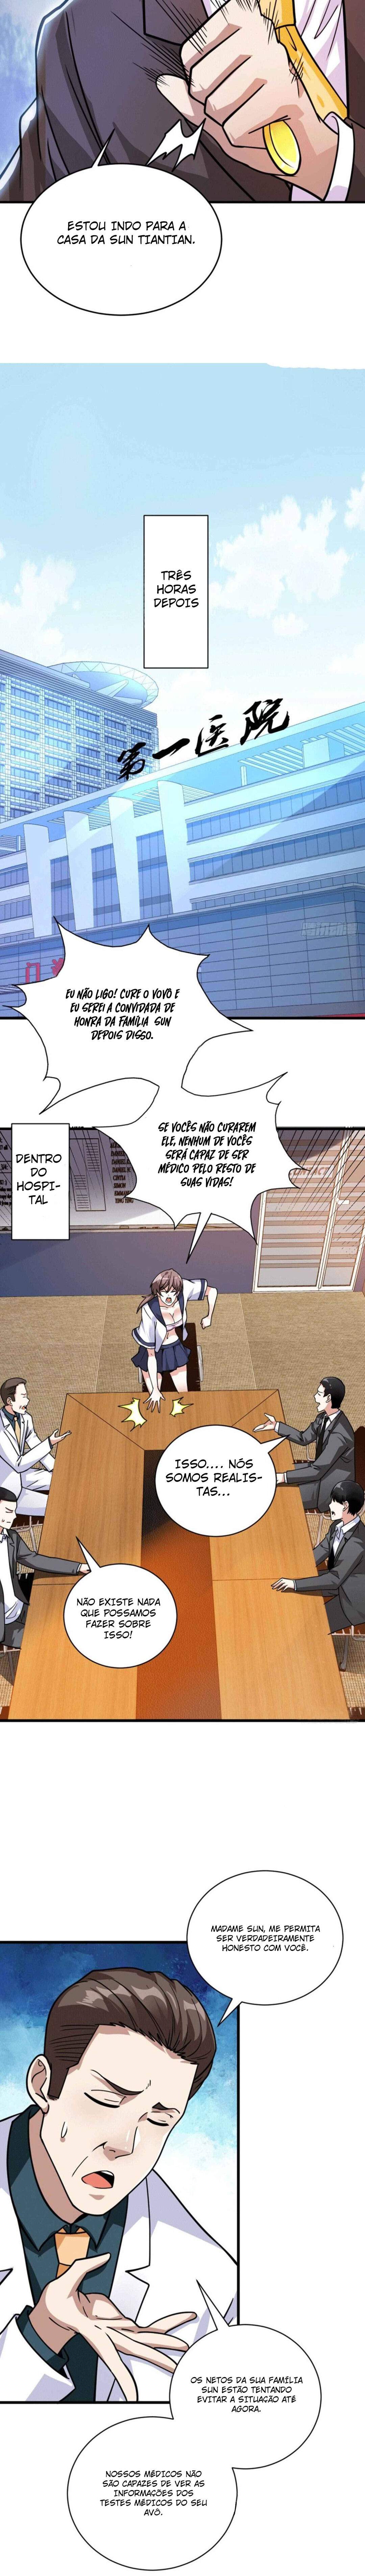 ESTOU INDO PARA A
CASA DA SUN TIANTIAN.
TRÊS
HORAS
DEPOIS
第一医院
门
EU NÃO LIGO! CURE O VOVÔ E
EU SEREI A CONVIDADA DE
HONRA DA FAMÍLIA SUN
DEPOIS DISSO.
SE VOCÊS NÃO CURAREM
ELE, NENHUM DE VOCÊS
SERÁ CAPAZ DE SER
MÉDICO PELO RESTO DE
SUAS VIDAS!
DENTRO
DO
HOSPI-
TAL
ISSO.... NÓS
SOMOS REALIS-
TAS...
NÃO EXISTE NADA
QUE POSSAMOS
FAZER SOBRE
ISSO!
MADAME SUN, ME PERMITA
SER VERDADEIRAMENTE
HONESTO COM VOCÊ.
OS NETOS DA SUA FAMÍLIA
SUN ESTÃO TENTANDO
EVITAR A SITUAÇÃO ATÉ
AGORA.
NOSSOS MÉDICOS NÃO
SÃO CAPAZES DE VER AS
INFORMAÇÕES DOS
TESTES MÉDICOS DO SEU
AVÔ.